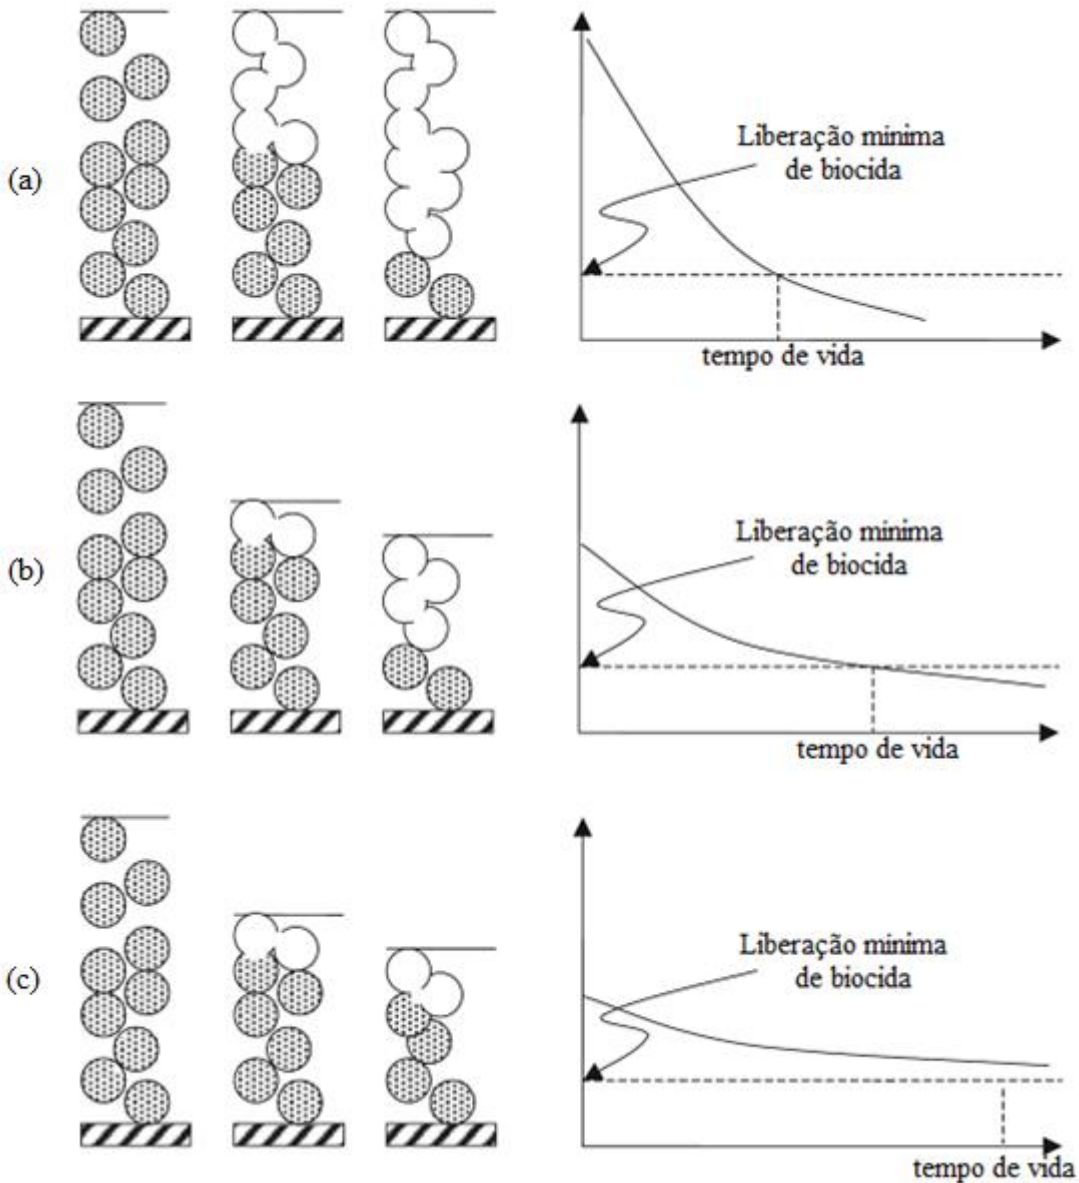 (a)
Liberação minima
de biocida
tempo de vida
(b)
Liberação minima
de biocida
tempo de vida
(c)
Liberação minima
de biocida
tempo de vida